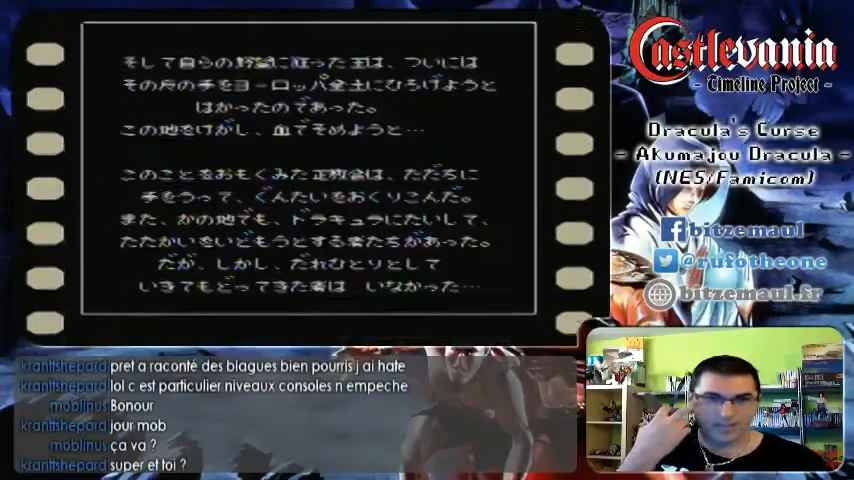 そして自らの野望に狂った王は、ついには
その片の手をヨーロッパ全土にひろげようと
はかったのであった。
この地をけがし、血でそめようと…
このことをおもくみた正教会は、ただちに
手をうって、ぐんたいをおくりこんだ。
また、かの地でも、ドラキュラにたいして、
たたかいをいどもうとする者たちがあった。
だが、しかし、だれひとりとして
いきてもどってきた者は いなかった…
Castlevania
- Timeline Project -
Dracula's Curse
- Akumajou Dracula -
(NES/Famicom)
bitzemaul
@rufotheone
bitzemaul.fr
kranttshepard pret a raconté des blagues bien pourris j ai hate
kranttshepard lol c est particulier niveaux consoles n empeche
moblinus Bonour
kranttshepard jour mob
moblinus ça va ?
kranttshepard super et toi ?